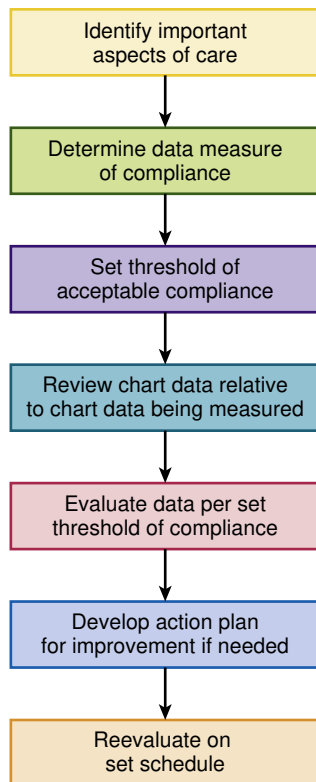 Identify important
aspects of care
Determine data measure
of compliance
Set threshold of
acceptable compliance
Review chart data relative
to chart data being measured
Evaluate data per set
threshold of compliance
Develop action plan
for improvement if needed
Reevaluate on
set schedule